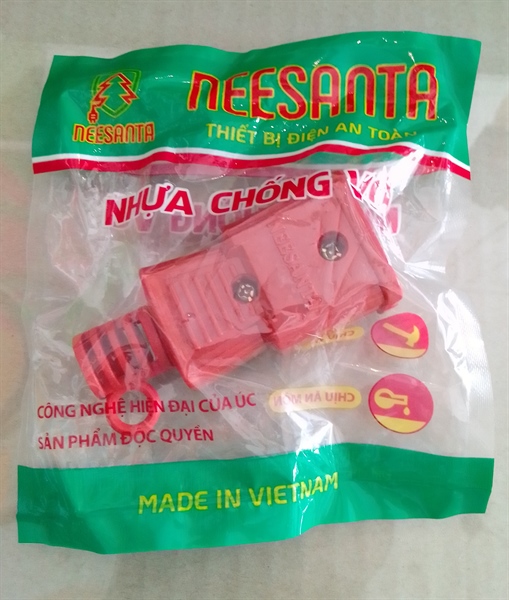 NEESANTA
NEESANTA
THIẾT BỊ ĐIỆN AN TOÀN
NHỰA CHỐNG
CHỊU ĂN MÒN
CÔNG NGHỆ HIỆN ĐẠI CỦA ÚC
SẢN PHẨM ĐỘC QUYỀN
MADE IN VIETNAM